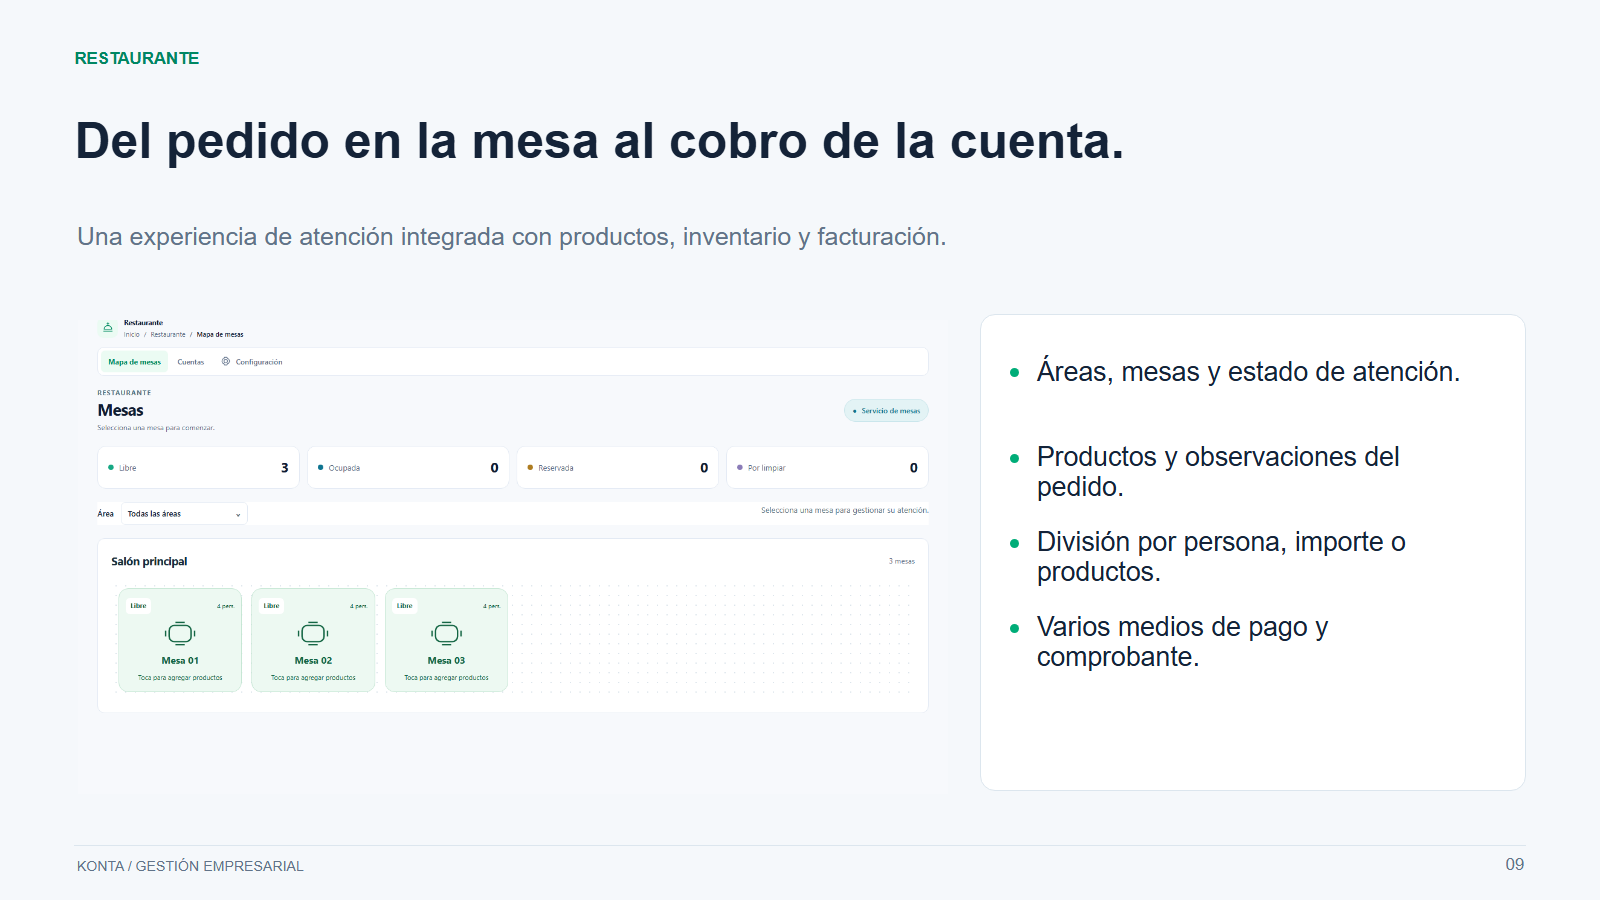 RESTAURANTE
Del pedido en la mesa al cobro de la cuenta.
Una experiencia de atención integrada con productos, inventario y facturación.
Restaurante
Inicio / Restaurante / Mapa de mesas
Mapa de mesas Cuentas Configuración
RESTAURANTE
Mesas
Selecciona una mesa para comenzar.
Servicio de mesas
Libre 3 Ocupada 0 Reservada 0 Por limpiar 0
Área Todas las áreas
Selecciona una mesa para gestionar su atención.
Salón principal 3 mesas
Libre 4 pers. Libre 4 pers. Libre 4 pers.
Mesa 01 Mesa 02 Mesa 03
Toca para agregar productos Toca para agregar productos Toca para agregar productos
Áreas, mesas y estado de atención.
Productos y observaciones del
pedido.
División por persona, importe o
productos.
Varios medios de pago y
comprobante.
KONTA / GESTIÓN EMPRESARIAL
09